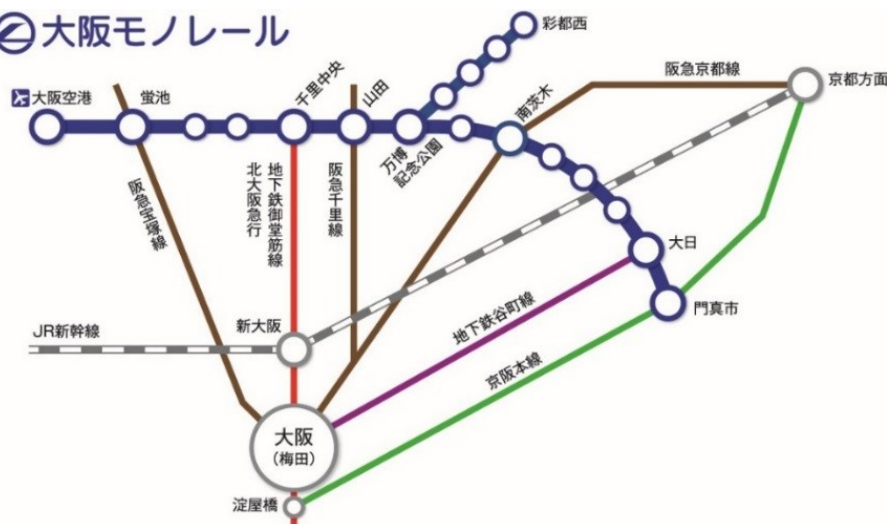 大阪モノレール
彩都西
阪急京都線
京都方面
大阪空港
蛍池
千里中央
山田
万博
記念公園
南茨木
阪急宝塚線
北大阪急行
地下鉄御堂筋線
阪急千里線
大日
門真市
JR新幹線
新大阪
地下鉄谷町線
京阪本線
大阪
(梅田)
淀屋橋